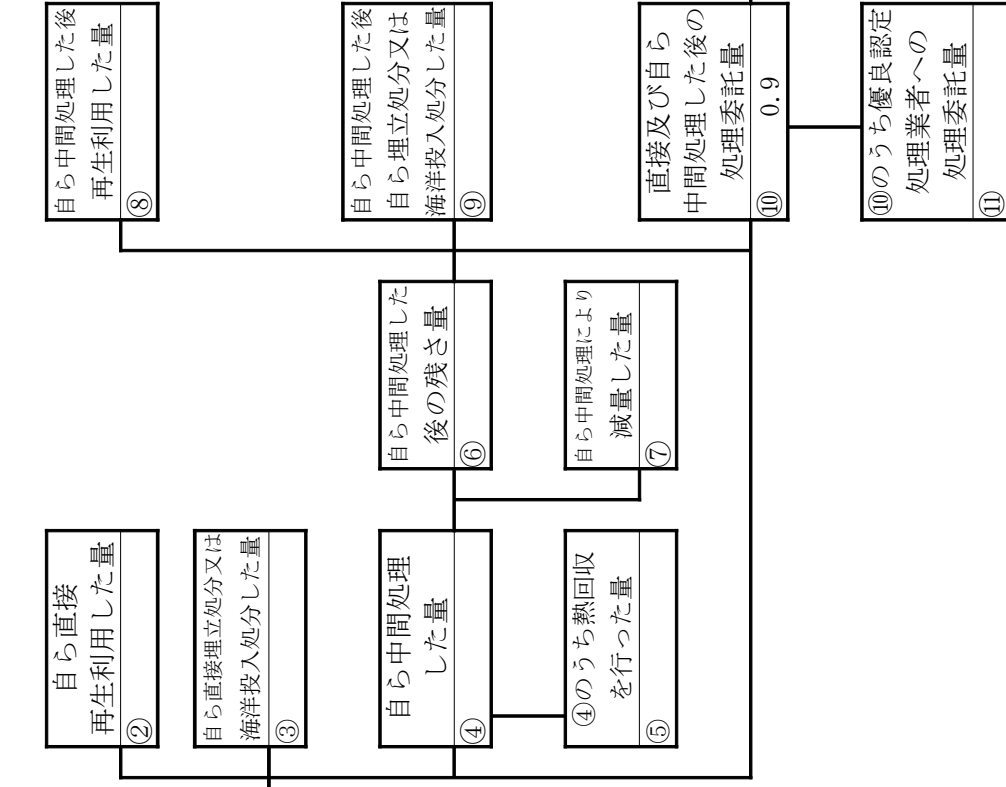 自ら直接
再生利用した量
②
自ら直接埋立処分又は
海洋投入処分した量
③
自ら中間処理
した量
④
④のうち熱回収
を行った量
⑤
自ら中間処理した
後の残さ量
⑥
自ら中間処理により
減量した量
⑦
自ら中間処理した後
再生利用した量
⑧
自ら中間処理した後
自ら埋立処分又は
海洋投入処分した量
⑨
直接及び自ら
中間処理した後の
処理委託量
⑩ 0.9
⑩のうち優良認定
処理業者への
処理委託量
⑪